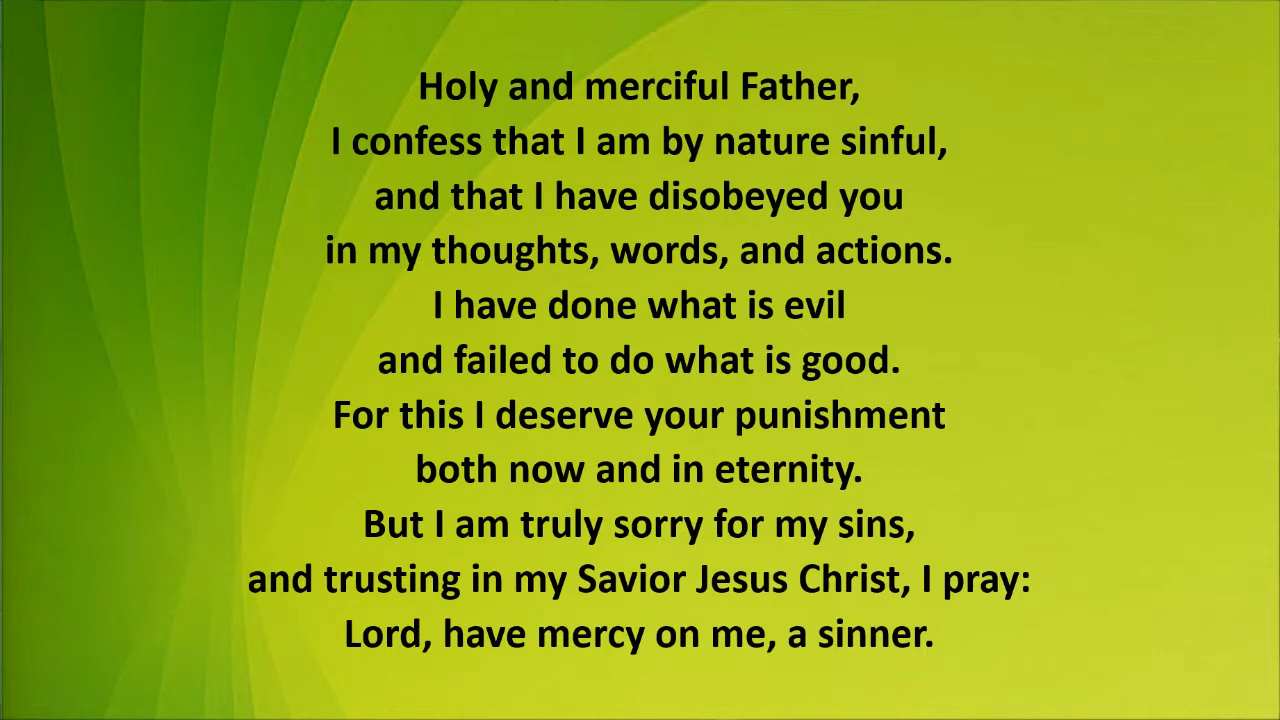 Holy and merciful Father,
I confess that I am by nature sinful,
and that I have disobeyed you
in my thoughts, words, and actions.
I have done what is evil
and failed to do what is good.
For this I deserve your punishment
both now and in eternity.
But I am truly sorry for my sins,
and trusting in my Savior Jesus Christ, I pray:
Lord, have mercy on me, a sinner.